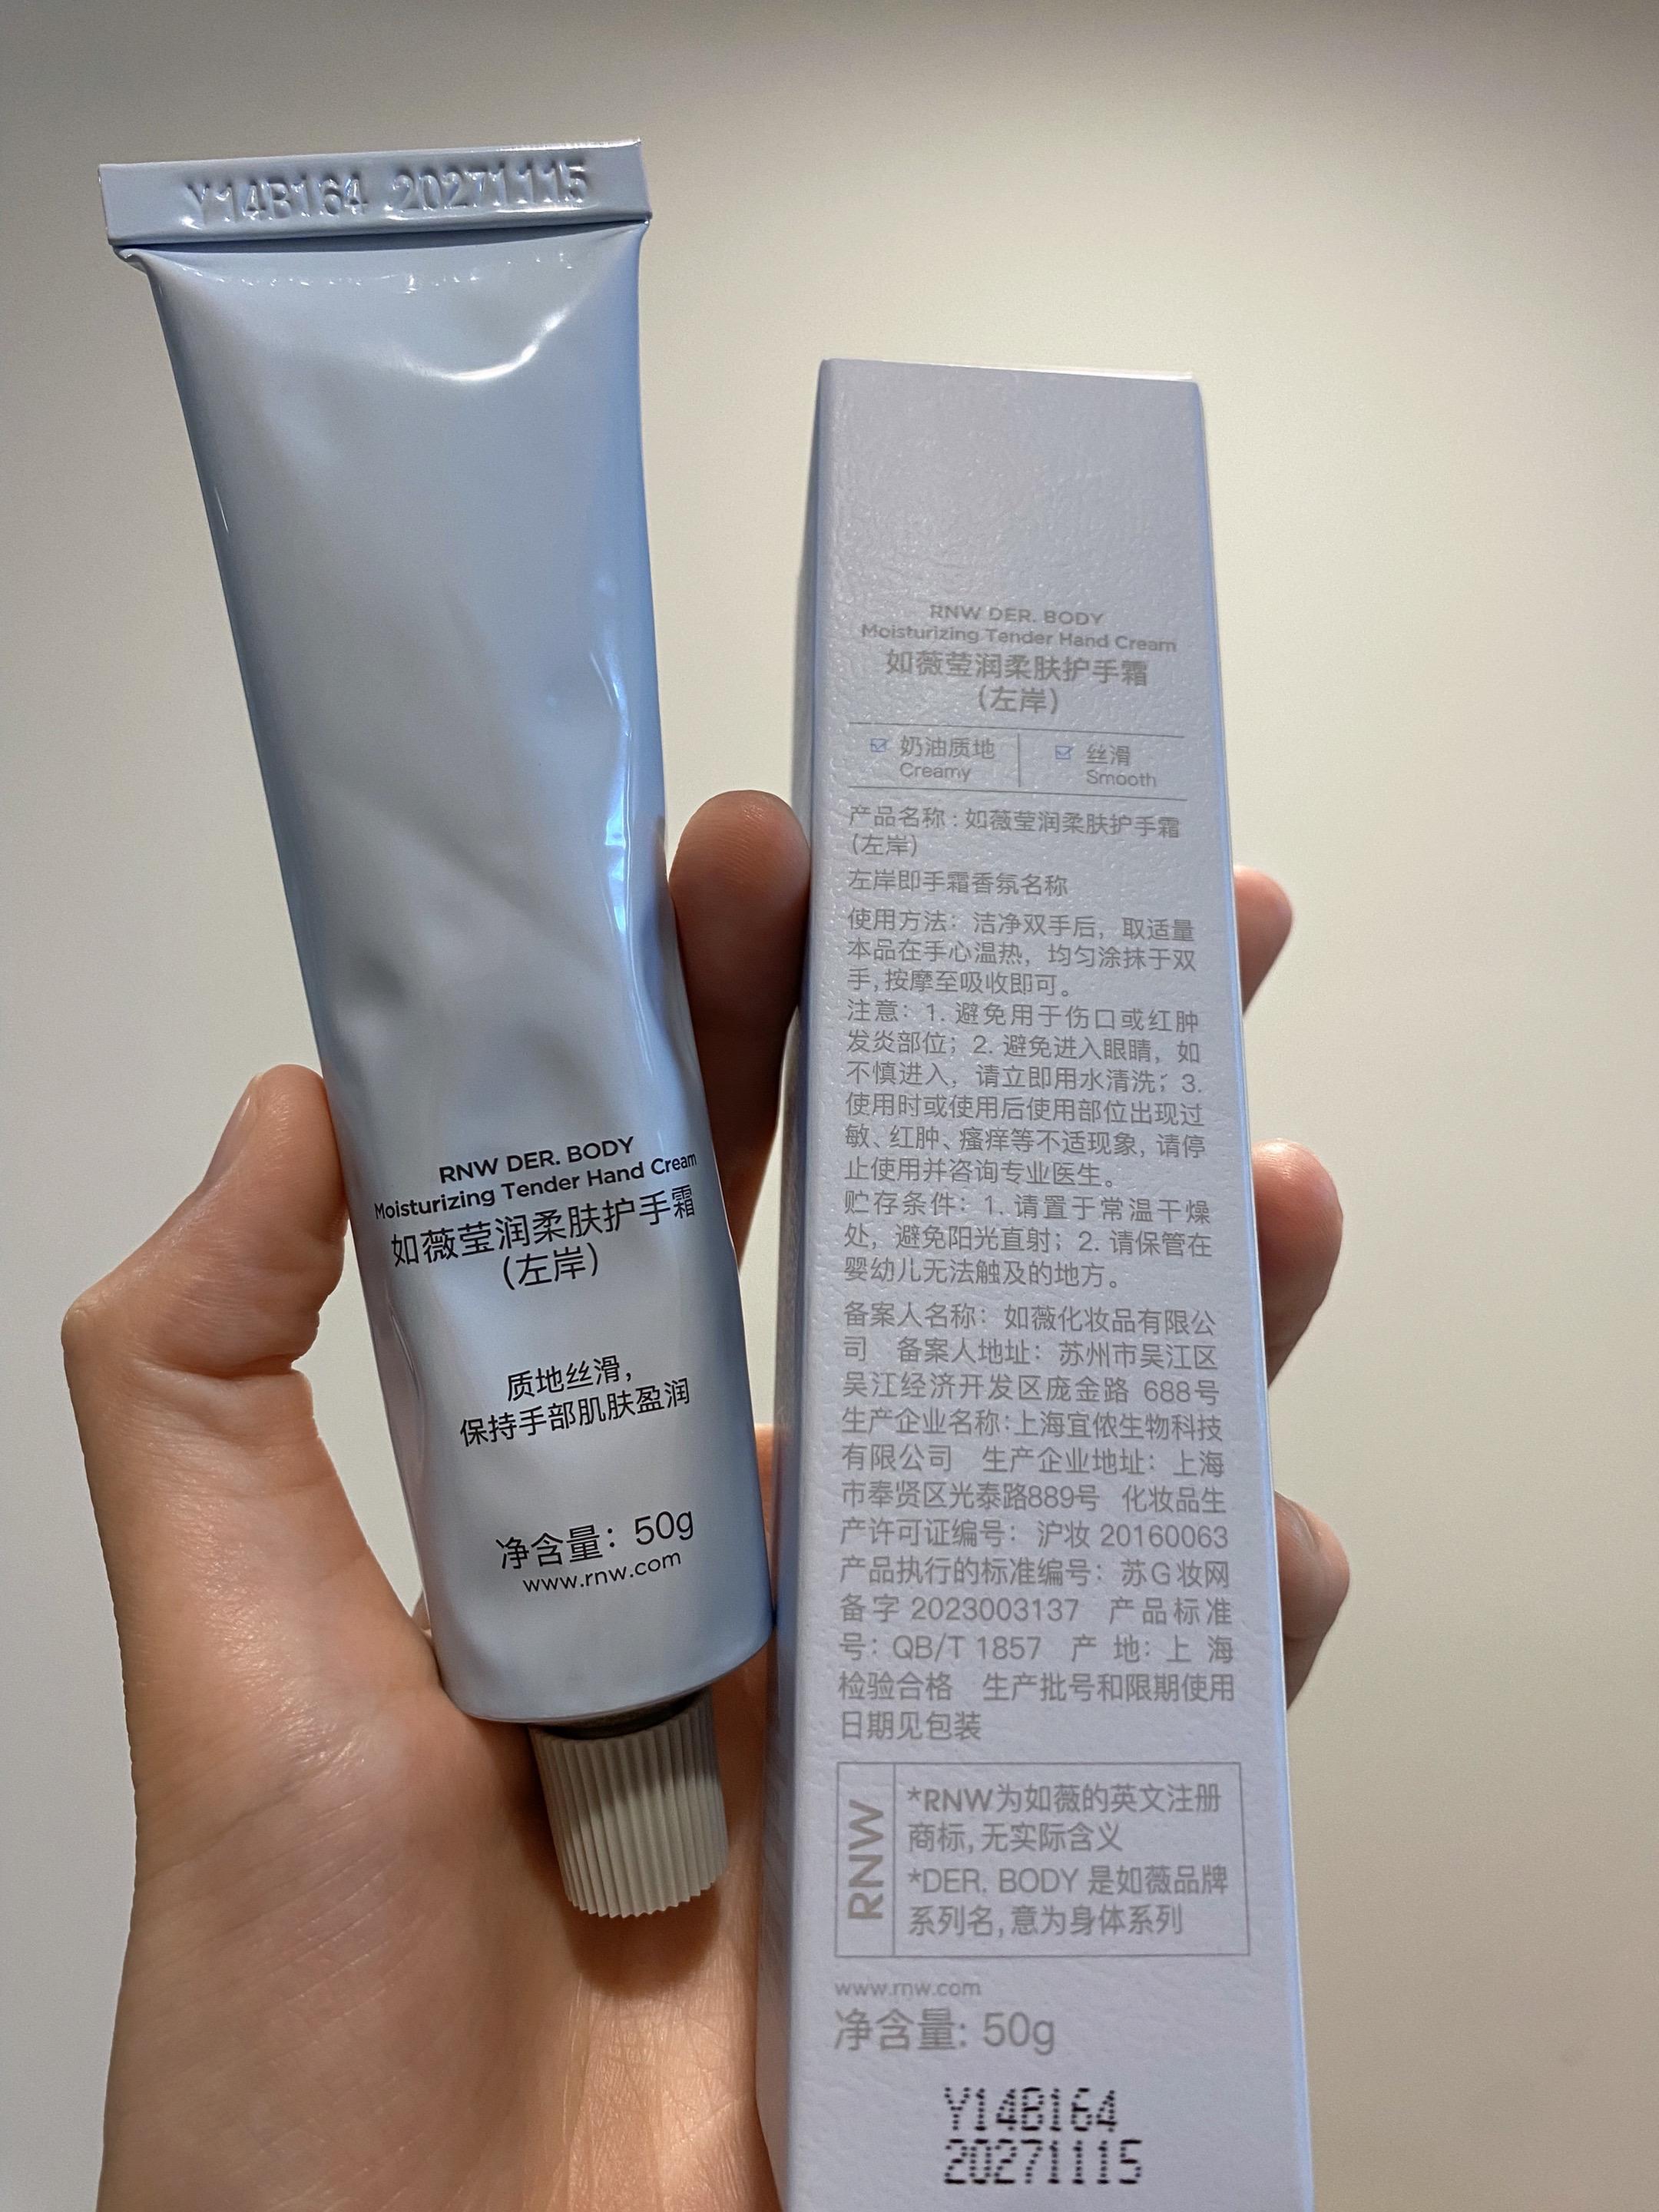 Y14B164 20271115
RNW DER. BODY
Moisturizing Tender Hand Cream
如薇莹润柔肤护手霜
(左岸)
质地丝滑,
保持手部肌肤盈润
净含量: 50g
www.rnw.com
RNW DER. BODY
Moisturizing Tender Hand Cream
如薇莹润柔肤护手霜
(左岸)
奶油质地 丝滑
Creamy Smooth
产品名称:如薇莹润柔肤护手霜
(左岸)
左岸即手霜香氛名称
使用方法: 洁净双手后, 取适量
本品在手心温热, 均匀涂抹于双
手,按摩至吸收即可。
注意: 1. 避免用于伤口或红肿
发炎部位; 2. 避免进入眼睛, 如
不慎进入, 请立即用水清洗; 3.
使用时或使用后使用部位出现过
敏、红肿、瘙痒等不适现象, 请停
止使用并咨询专业医生。
贮存条件: 1. 请置于常温干燥
处, 避免阳光直射; 2. 请保管在
婴幼儿无法触及的地方。
备案人名称: 如薇化妆品有限公
司 备案人地址: 苏州市吴江区
吴江经济开发区庞金路 688号
生产企业名称:上海宜侬生物科技
有限公司 生产企业地址: 上海
市奉贤区光泰路889号 化妆品生
产许可证编号: 沪妆 20160063
产品执行的标准编号: 苏G妆网
备字 2023003137 产品标准
号: QB/T 1857 产 地: 上 海
检验合格 生产批号和限期使用
日期见包装
RNW
*RNW为如薇的英文注册
商标,无实际含义
*DER. BODY 是如薇品牌
系列名,意为身体系列
www.rnw.com
净含量: 50g
Y14B164
20271115